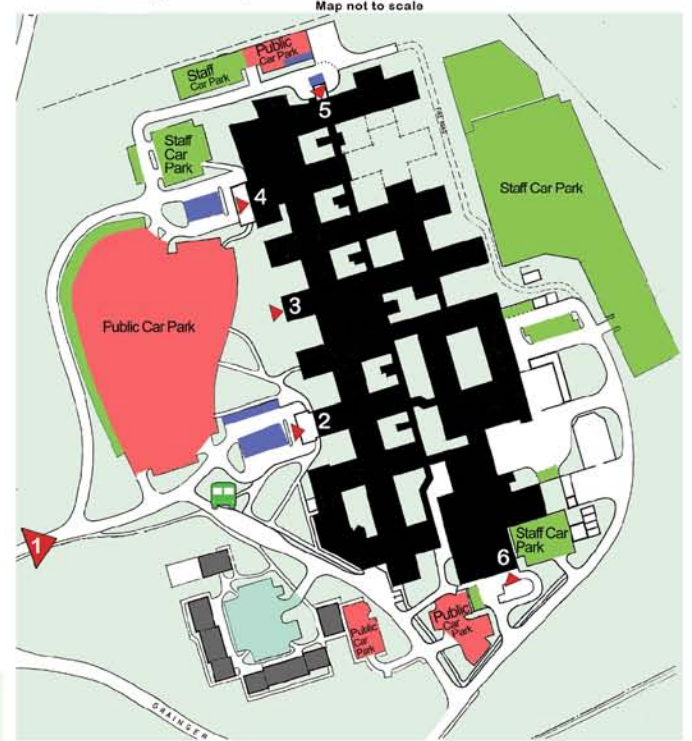 Map not to scale
Public
Car Park
Staff
Car Park
5
Staff
Car
Park
4
Staff Car Park
3
Public Car Park
2
1
Staff Car
Park
6
Public
Car
Park
Public
Car
Park
GRAINGER